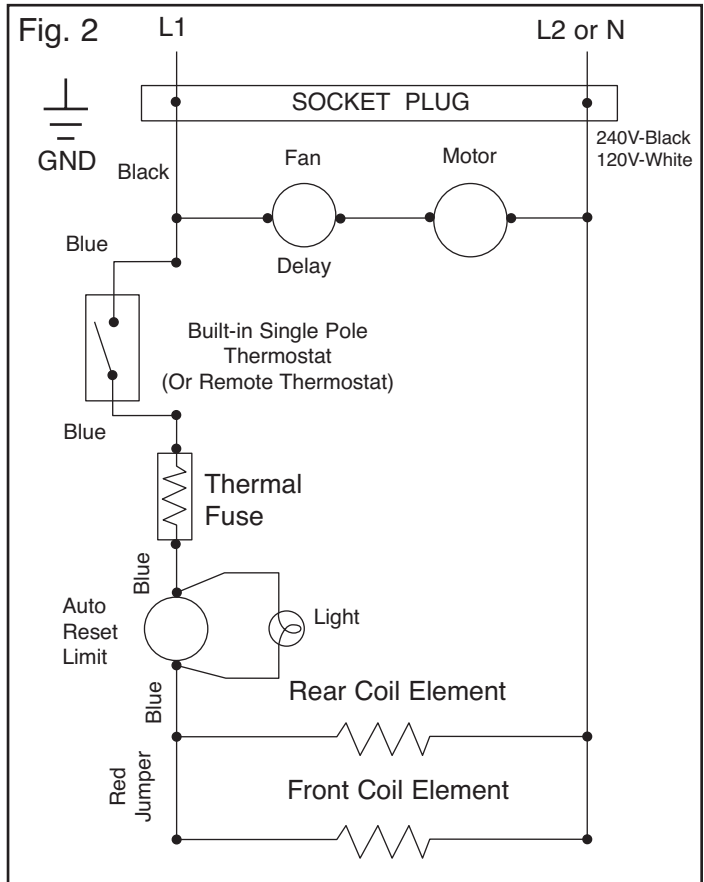 Fig. 2
L1
L2 or N
SOCKET PLUG
GND
240V-Black
120V-White
Black
Fan
Delay
Motor
Blue
Built-in Single Pole
Thermostat
(Or Remote Thermostat)
Blue
Thermal
Fuse
Blue
Auto
Reset
Limit
Light
Blue
Rear Coil Element
Red
Jumper
Front Coil Element